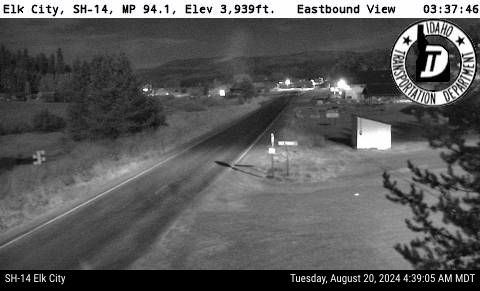 Elk City, SH-14, MP 94.1, Elev 3,939ft. Eastbound View 03:37:46
IDAHO
TRANSPORTATION DEPARTMENT
SH-14 Elk City Tuesday, August 20, 2024 4:39:05 AM MDT